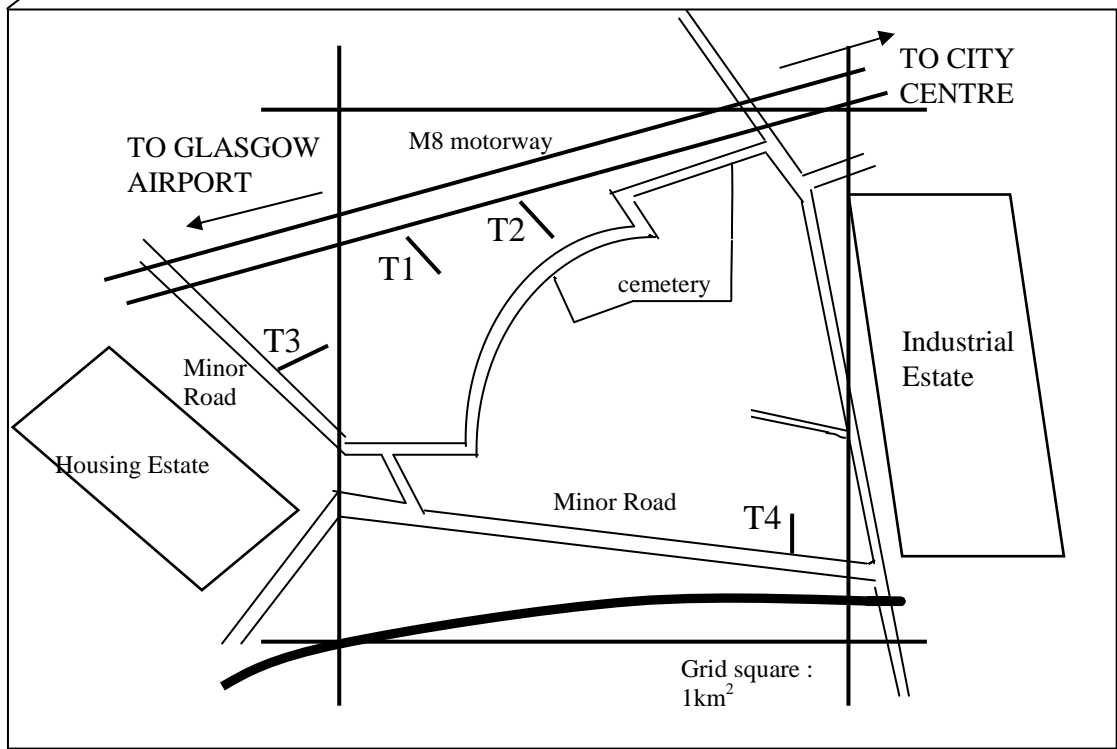 TO CITY
CENTRE
M8 motorway
TO GLASGOW
AIRPORT
T2
T1
cemetery
T3
Minor
Road
Industrial
Estate
Housing Estate
Minor Road
T4
Grid square :
1km²